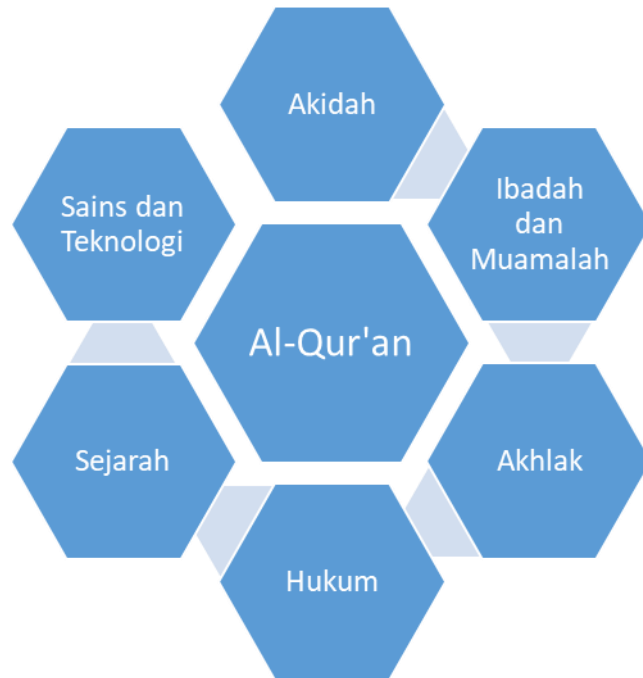 Akidah
Ibadah
dan
Muamalah
Akhlak
Hukum
Sejarah
Sains dan
Teknologi
Al-Qur'an